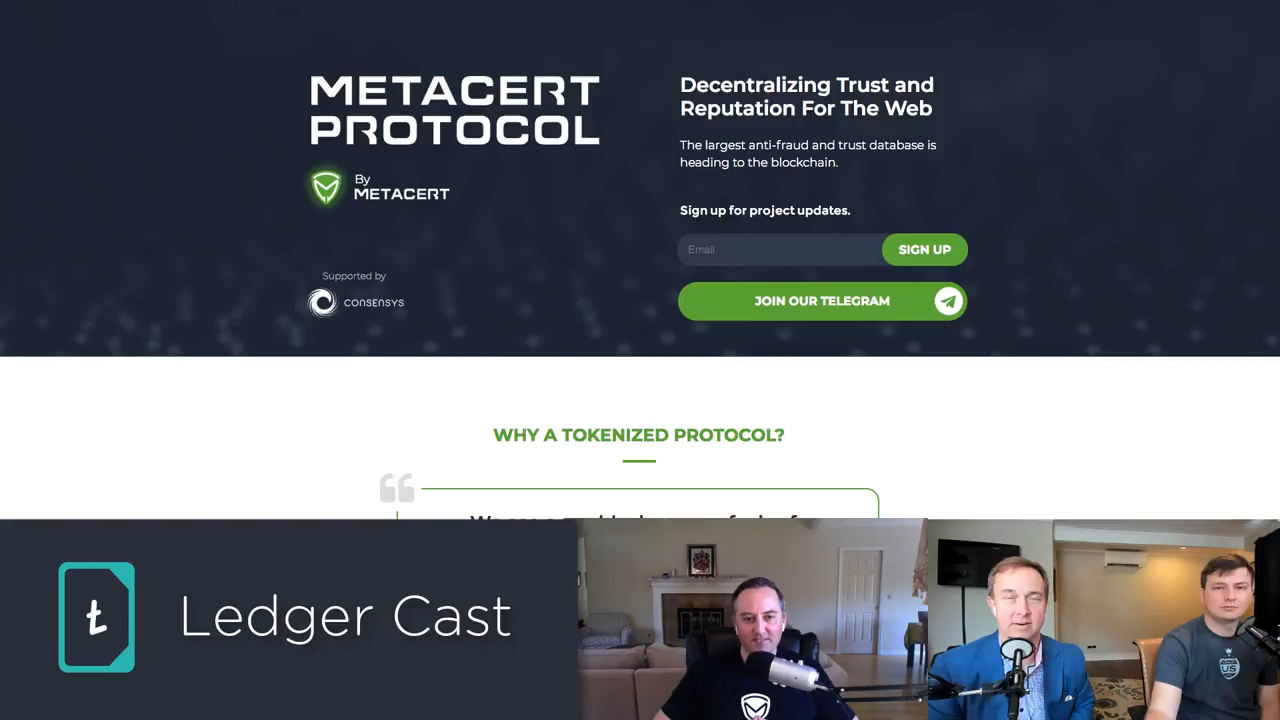 METACERT
PROTOCOL
By
METACERT
Supported by
CONSENSYS
Decentralizing Trust and
Reputation For The Web
The largest anti-fraud and trust database is
heading to the blockchain.
Sign up for project updates.
Email
SIGN UP
JOIN OUR TELEGRAM
WHY A TOKENIZED PROTOCOL?
Ledger Cast
US